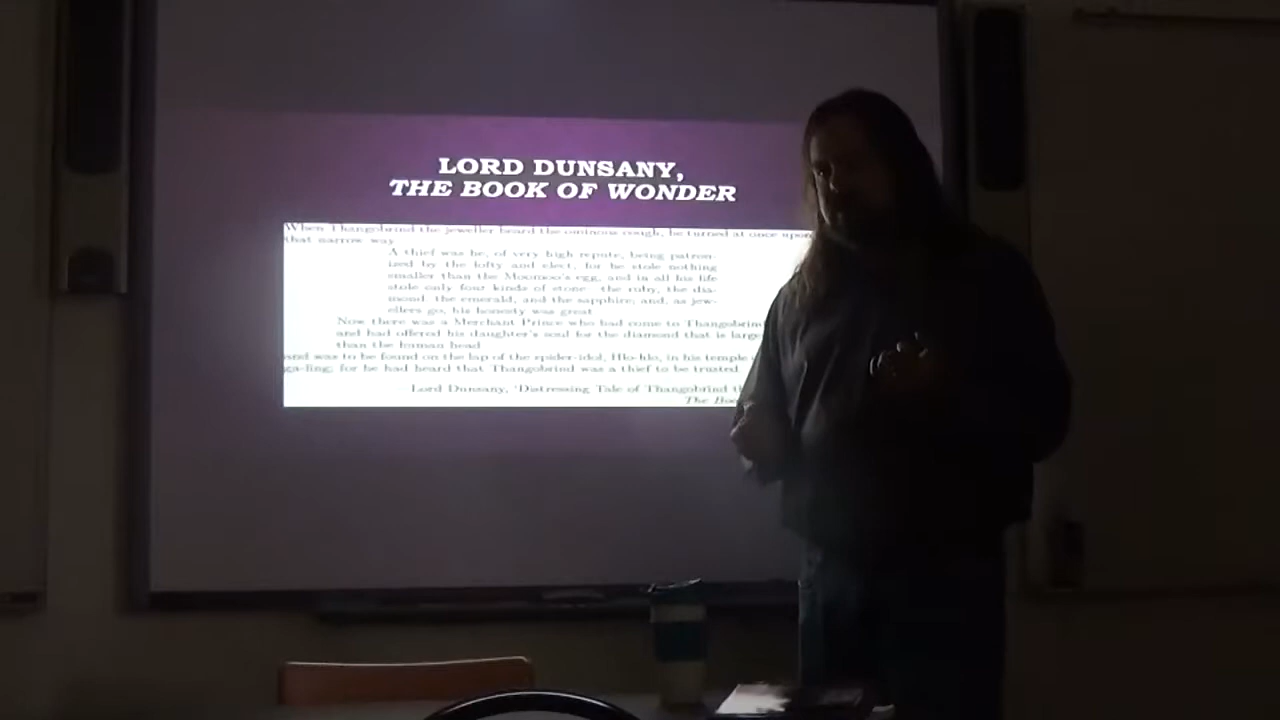 LORD DUNSANY,
THE BOOK OF WONDER
When Thangobrind the jeweller heard the ominous cough, he turned at once upon
that narrow way
A thief was he, of very high repute, being patron-
ized by the lofty and elect, for he stole nothing
smaller than the Moomoo's egg, and in all his life
stole only four kinds of stone the ruby, the dia-
mond, the emerald, and the sapphire; and, as jew-
ellers go, his honesty was great
Now there was a Merchant Prince who had come to Thangobrind
and had offered his daughter's soul for the diamond that is large
than the human head
and was to be found on the lap of the spider-idol, Hlo-hlo, in his temple
ga-ling; for he had heard that Thangobrind was a thief to be trusted
Lord Dunsany, 'Distressing Tale of Thangobrind
The